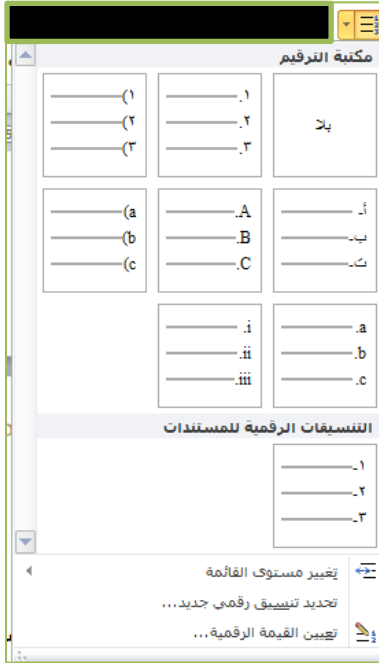 مكتبة الترقيم
بلا
١.
٢.
٣.
١)
٢)
٣)
أ-
ب-
ت-
A.
B.
C.
a)
b)
c)
a.
b.
c.
i.
ii.
iii.
التنسيقات الرقمية للمستندات
١-
٢-
٣-
تغيير مستوى القائمة
تحديد تنسيق رقمي جديد...
تعيين القيمة الرقمية...